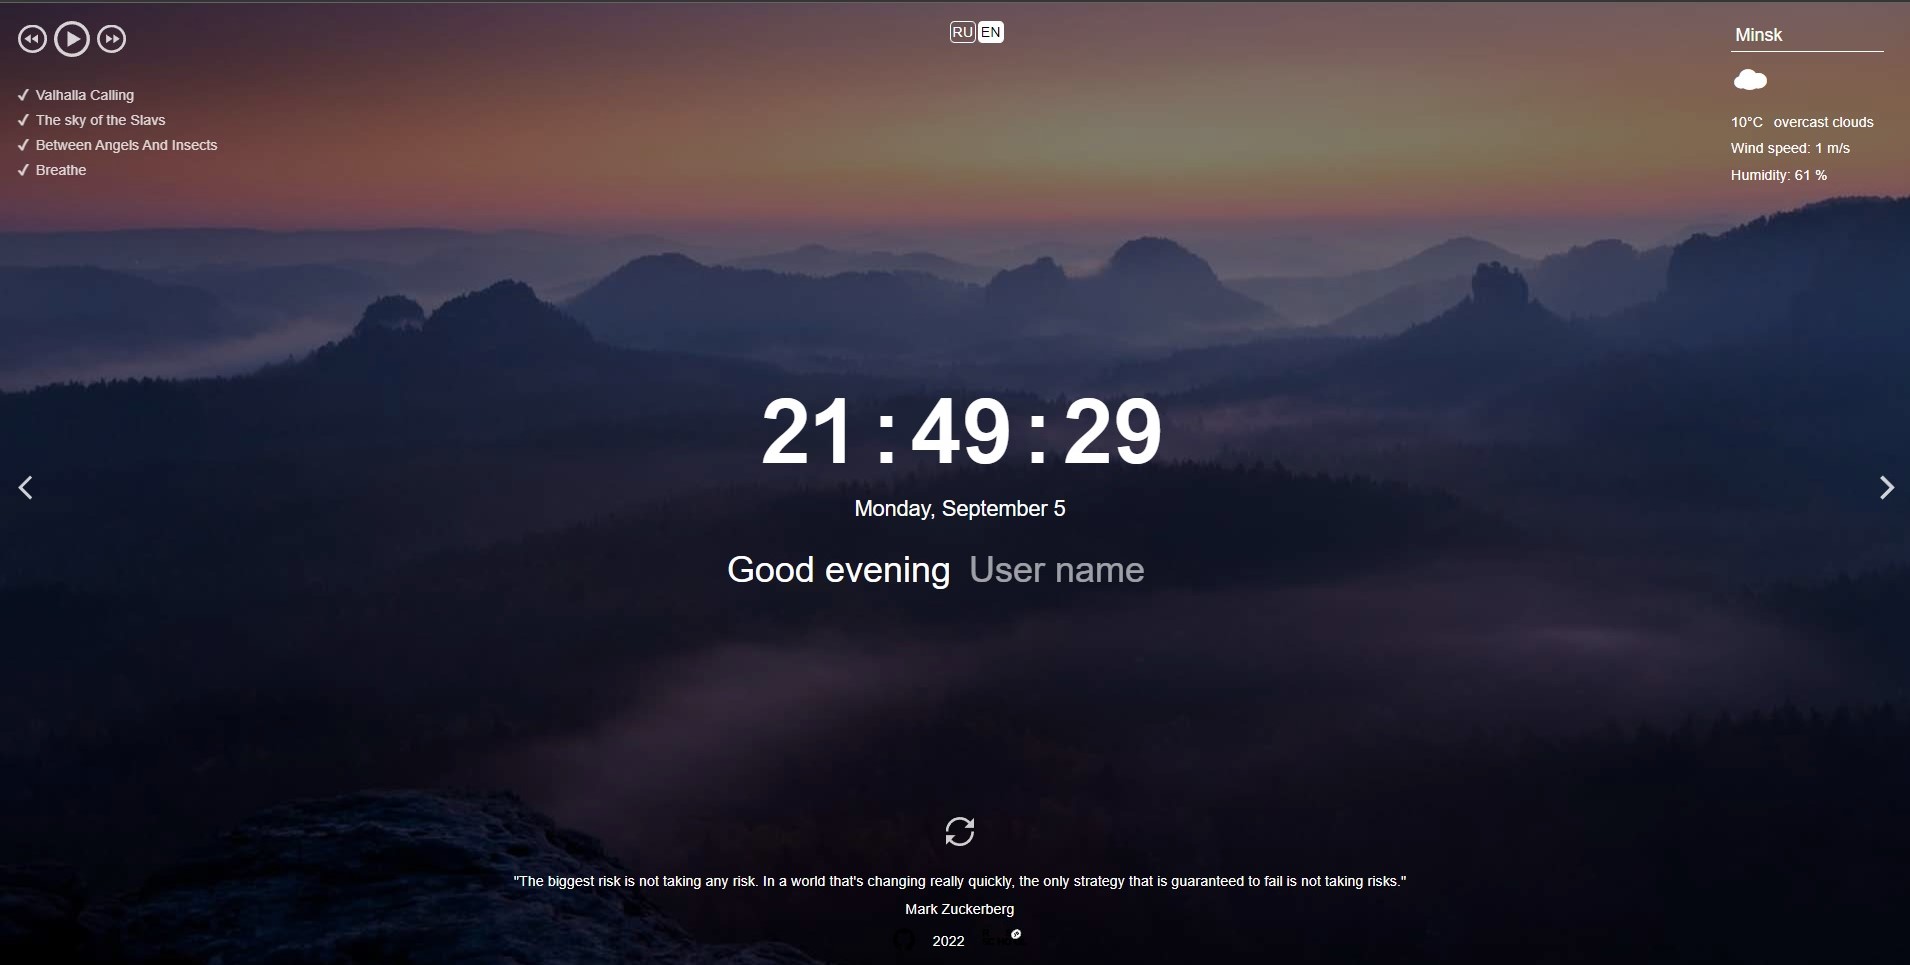 RU EN
Minsk
Valhalla Calling
The sky of the Slavs
Between Angels And Insects
Breathe
10°C overcast clouds
Wind speed: 1 m/s
Humidity: 61 %
21:49:29
Monday, September 5
Good evening User name
"The biggest risk is not taking any risk. In a world that's changing really quickly, the only strategy that is guaranteed to fail is not taking risks."
Mark Zuckerberg
2022